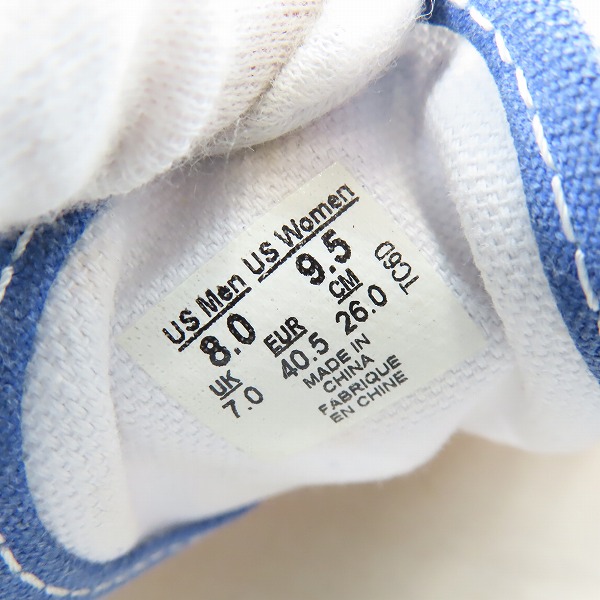 US Men US Women
8.0 9.5
UK EUR CM
7.0 40.5 26.0
TC6D
MADE IN
CHINA
FABRIQUE
EN CHINE